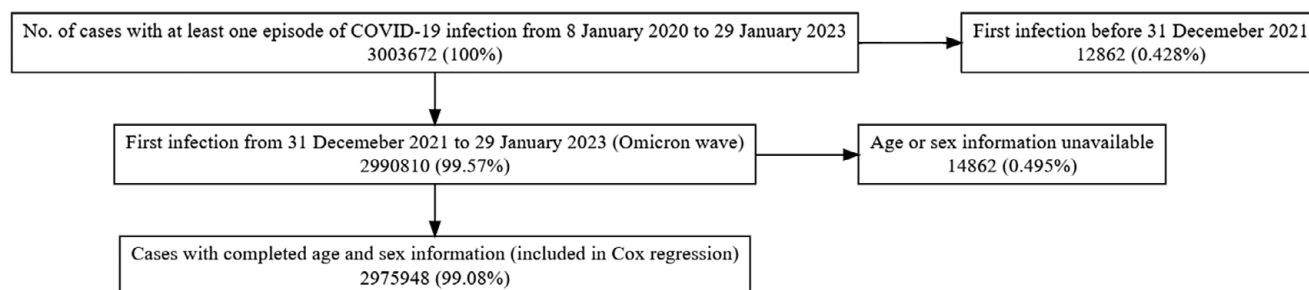 No. of cases with at least one episode of COVID-19 infection from 8 January 2020 to 29 January 2023
3003672 (100%)
First infection before 31 Decemeber 2021
12862 (0.428%)
First infection from 31 Decemeber 2021 to 29 January 2023 (Omicron wave)
2990810 (99.57%)
Age or sex information unavailable
14862 (0.495%)
Cases with completed age and sex information (included in Cox regression)
2975948 (99.08%)